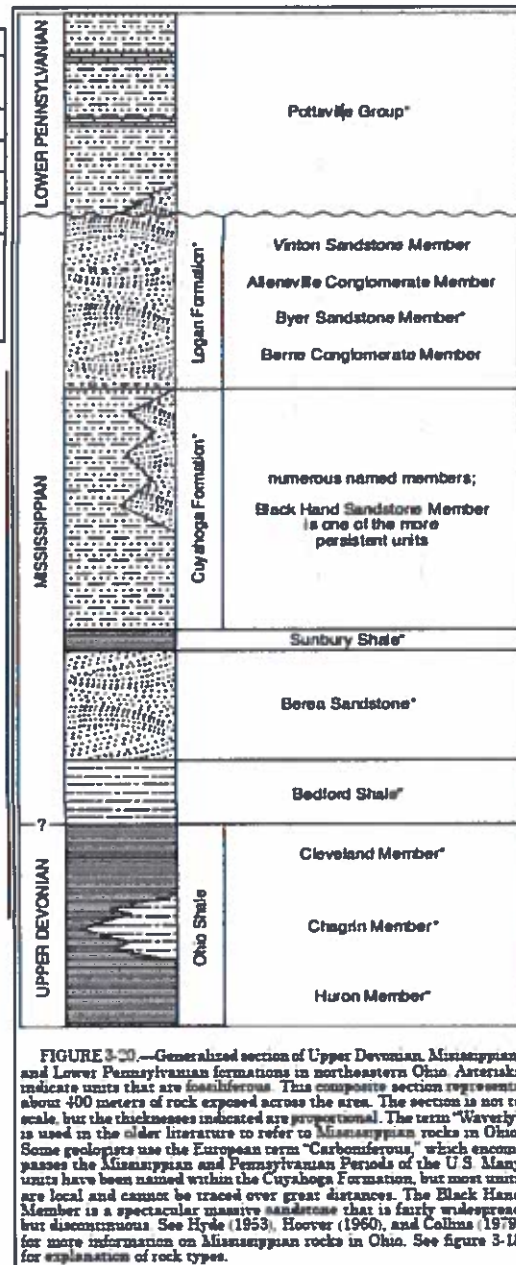 LOWER PENNSYLVANIAN
Pottsville Group*
MISSISSIPPIAN
Logan Formation*
Vinton Sandstone Member
Allensville Conglomerate Member
Byer Sandstone Member*
Berne Conglomerate Member
Cuyahoga Formation*
numerous named members;
Black Hand Sandstone Member
is one of the more
persistent units
Sunbury Shale*
Berea Sandstone*
Bedford Shale*
?
UPPER DEVONIAN
Ohio Shale
Cleveland Member*
Chagrin Member*
Huron Member*
FIGURE 3-20.—Generalized section of Upper Devonian, Mississippian,
and Lower Pennsylvanian formations in northeastern Ohio. Asterisks
indicate units that are fossiliferous. This composite section represents
about 400 meters of rock exposed across the area. The section is not to
scale, but the thicknesses indicated are proportional. The term "Waverly"
is used in the older literature to refer to Mississippian rocks in Ohio.
Some geologists use the European term "Carboniferous," which encom-
passes the Mississippian and Pennsylvanian Periods of the U.S. Many
units have been named within the Cuyahoga Formation, but most units
are local and cannot be traced over great distances. The Black Hand
Member is a spectacular massive sandstone that is fairly widespread
but discontinuous. See Hyde (1953), Hoover (1960), and Collins (1979)
for more information on Mississippian rocks in Ohio. See figure 3-18
for explanation of rock types.